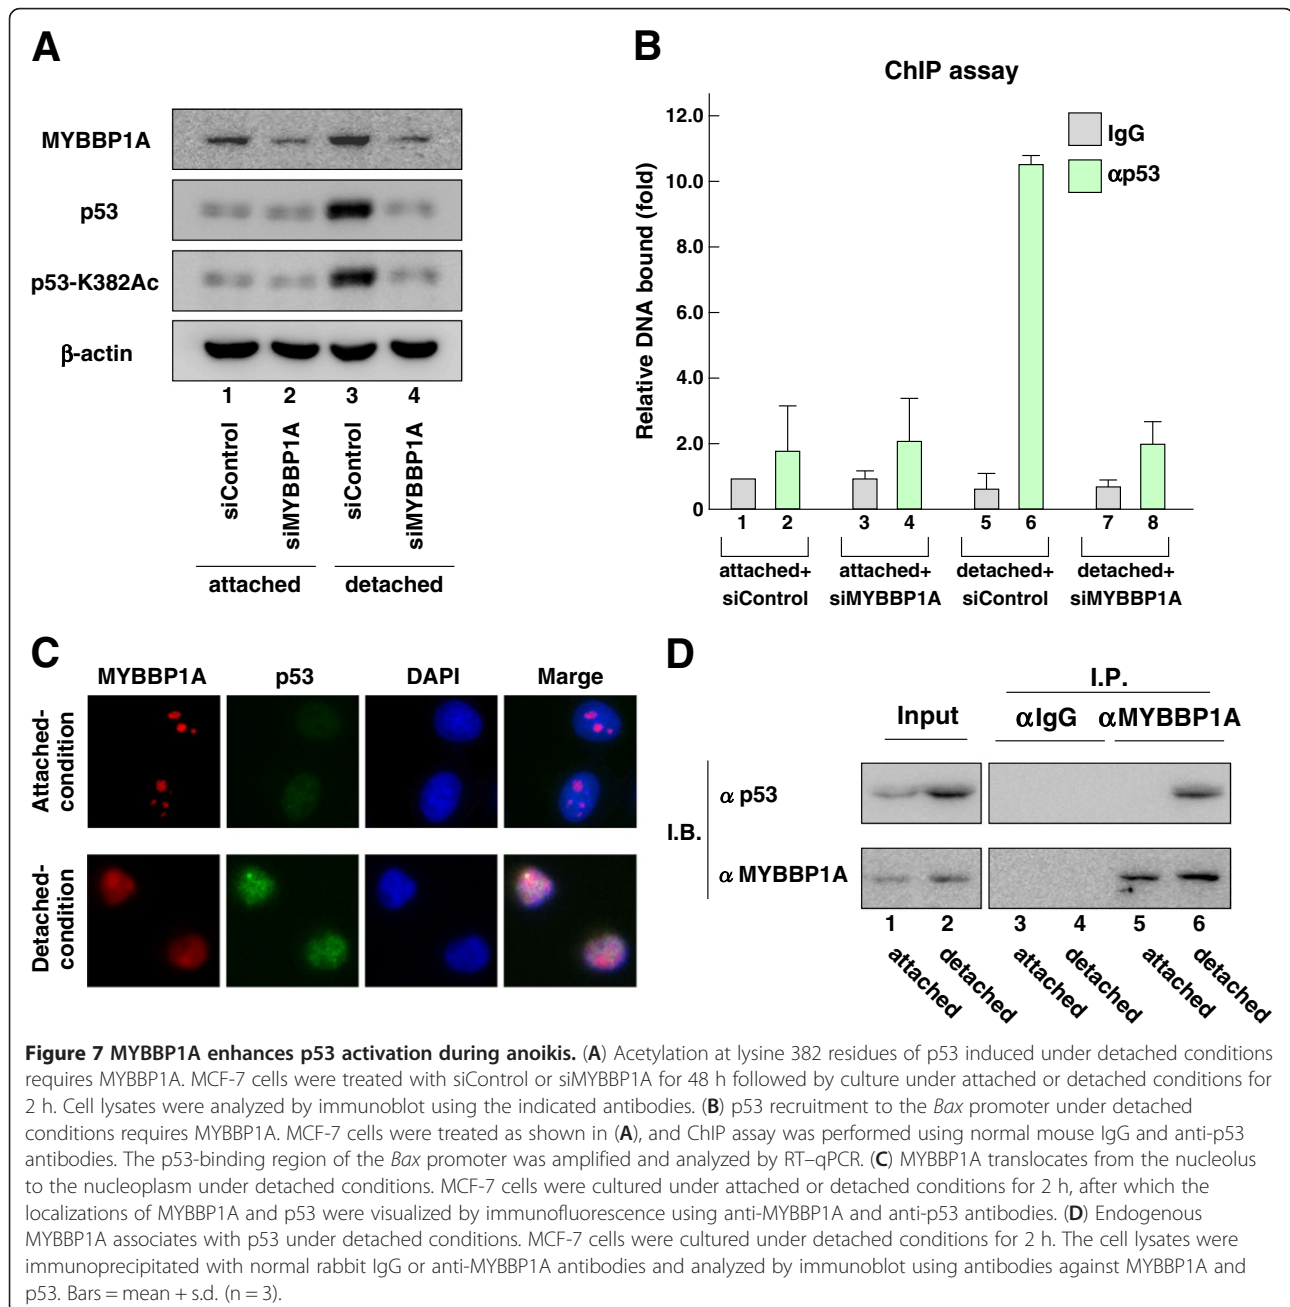 A
MYBBP1A
p53
p53-K382Ac
β-actin
1 2 3 4
siControl
siMYBBP1A
siControl
siMYBBP1A
attached detached
B
ChIP assay
Relative DNA bound (fold)
12.0
10.0
8.0
6.0
4.0
2.0
0
IgG
αp53
1 2 3 4 5 6 7 8
attached+ attached+ detached+ detached+
siControl siMYBBP1A siControl siMYBBP1A
C
MYBBP1A p53 DAPI Marge
Attached-
condition
Detached-
condition
D
I.P.
Input αIgG αMYBBP1A
I.B.
α p53
α MYBBP1A
1 2 3 4 5 6
attached
detached
attached
detached
attached
detached
Figure 7 MYBBP1A enhances p53 activation during anoikis. (A) Acetylation at lysine 382 residues of p53 induced under detached conditions
requires MYBBP1A. MCF-7 cells were treated with siControl or siMYBBP1A for 48 h followed by culture under attached or detached conditions for
2 h. Cell lysates were analyzed by immunoblot using the indicated antibodies. (B) p53 recruitment to the Bax promoter under detached
conditions requires MYBBP1A. MCF-7 cells were treated as shown in (A), and ChIP assay was performed using normal mouse IgG and anti-p53
antibodies. The p53-binding region of the Bax promoter was amplified and analyzed by RT–qPCR. (C) MYBBP1A translocates from the nucleolus
to the nucleoplasm under detached conditions. MCF-7 cells were cultured under attached or detached conditions for 2 h, after which the
localizations of MYBBP1A and p53 were visualized by immunofluorescence using anti-MYBBP1A and anti-p53 antibodies. (D) Endogenous
MYBBP1A associates with p53 under detached conditions. MCF-7 cells were cultured under detached conditions for 2 h. The cell lysates were
immunoprecipitated with normal rabbit IgG or anti-MYBBP1A antibodies and analyzed by immunoblot using antibodies against MYBBP1A and
p53. Bars = mean + s.d. (n = 3).